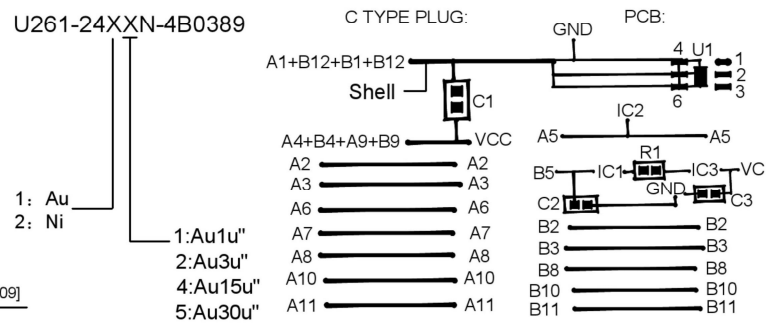 U261-24XXN-4B0389
1: Au
2: Ni
1:Au1u"
2:Au3u"
4:Au15u"
5:Au30u"
09]
C TYPE PLUG:
A1+B12+B1+B12
Shell
C1
A4+B4+A9+B9 VCC
A2 A2
A3 A3
A6 A6
A7 A7
A8 A8
A10 A10
A11 A11
PCB:
GND
4 U1 1
2
6 3
IC2
A5 A5
R1
B5 IC1 IC3 VC
GND
C2 C3
B2 B2
B3 B3
B8 B8
B10 B10
B11 B11